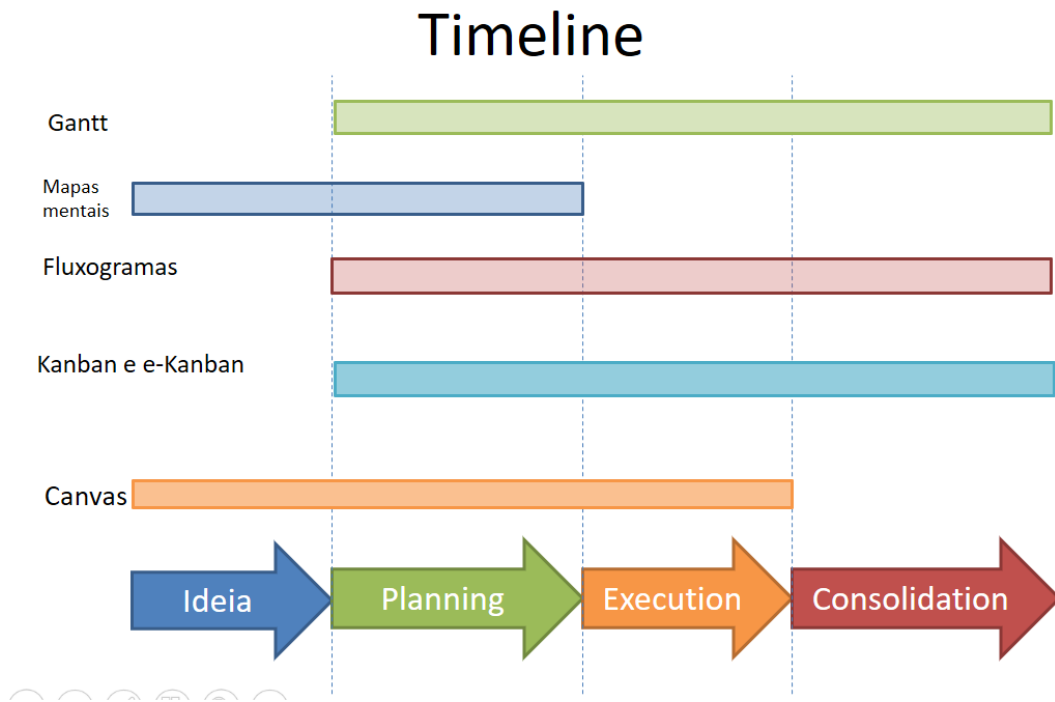 Timeline
Gantt
Mapas
mentais
Fluxogramas
Kanban e e-Kanban
Canvas
Ideia
Planning
Execution
Consolidation